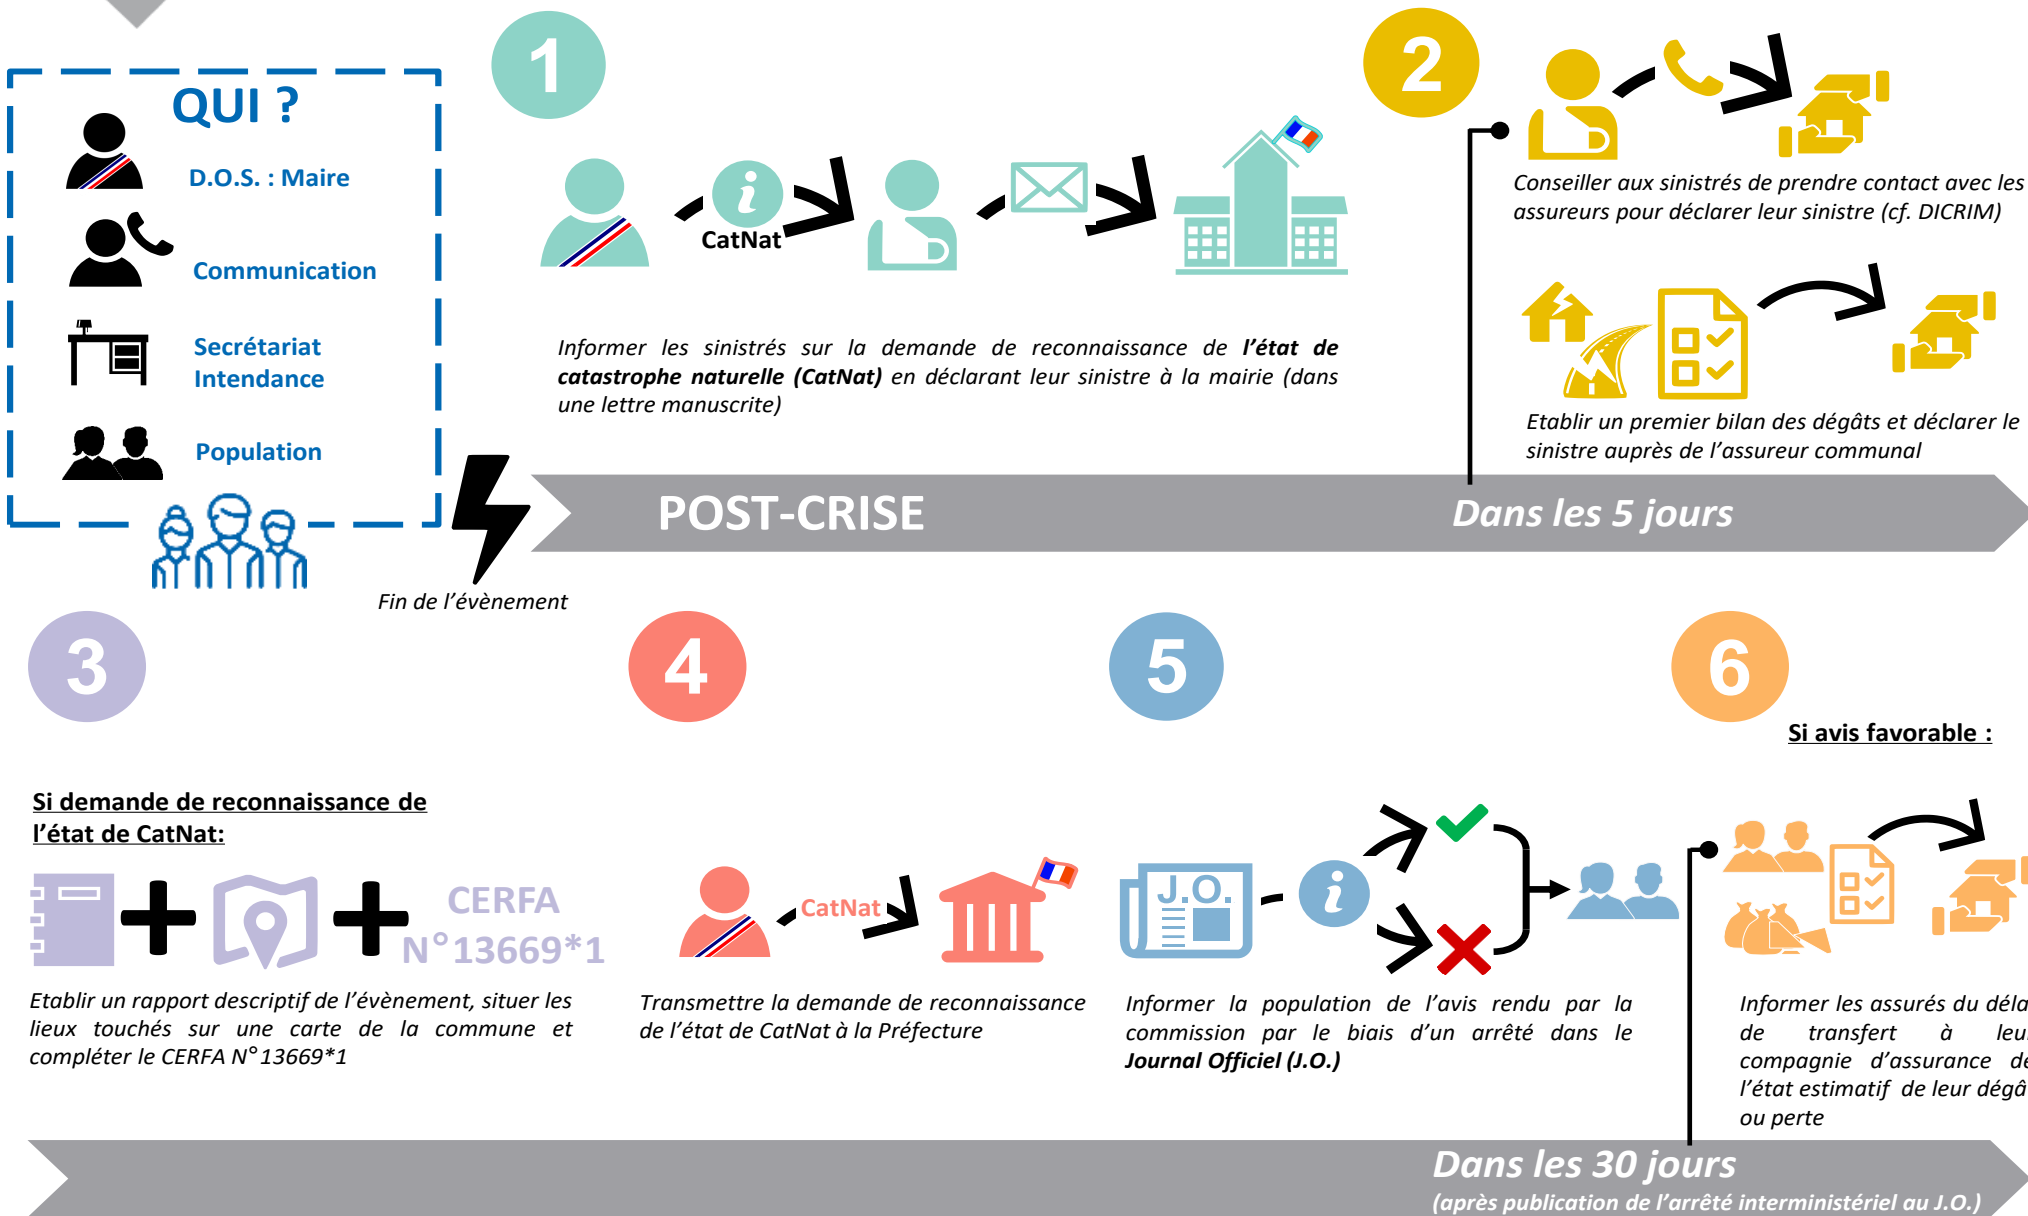 QUI ?
D.O.S. : Maire
Communication
Secrétariat
Intendance
Population
1
CatNat
Informer les sinistrés sur la demande de reconnaissance de l’état de
catastrophe naturelle (CatNat) en déclarant leur sinistre à la mairie (dans
une lettre manuscrite)
2
Conseiller aux sinistrés de prendre contact avec les
assureurs pour déclarer leur sinistre (cf. DICRIM)
Etablir un premier bilan des dégâts et déclarer le
sinistre auprès de l’assureur communal
POST-CRISE
Dans les 5 jours
Fin de l’évènement
3
Si demande de reconnaissance de
l’état de CatNat:
CERFA
N°13669*1
Etablir un rapport descriptif de l’évènement, situer les
lieux touchés sur une carte de la commune et
compléter le CERFA N°13669*1
4
CatNat
Transmettre la demande de reconnaissance
de l’état de CatNat à la Préfecture
5
J.O.
Informer la population de l’avis rendu par la
commission par le biais d’un arrêté dans le
Journal Officiel (J.O.)
6
Si avis favorable :
Informer les assurés du
de transfert à
compagnie d’assurance
l’état estimatif de leur
ou perte
Dans les 30 jours
(après publication de l’arrêté interministériel au J.O.)